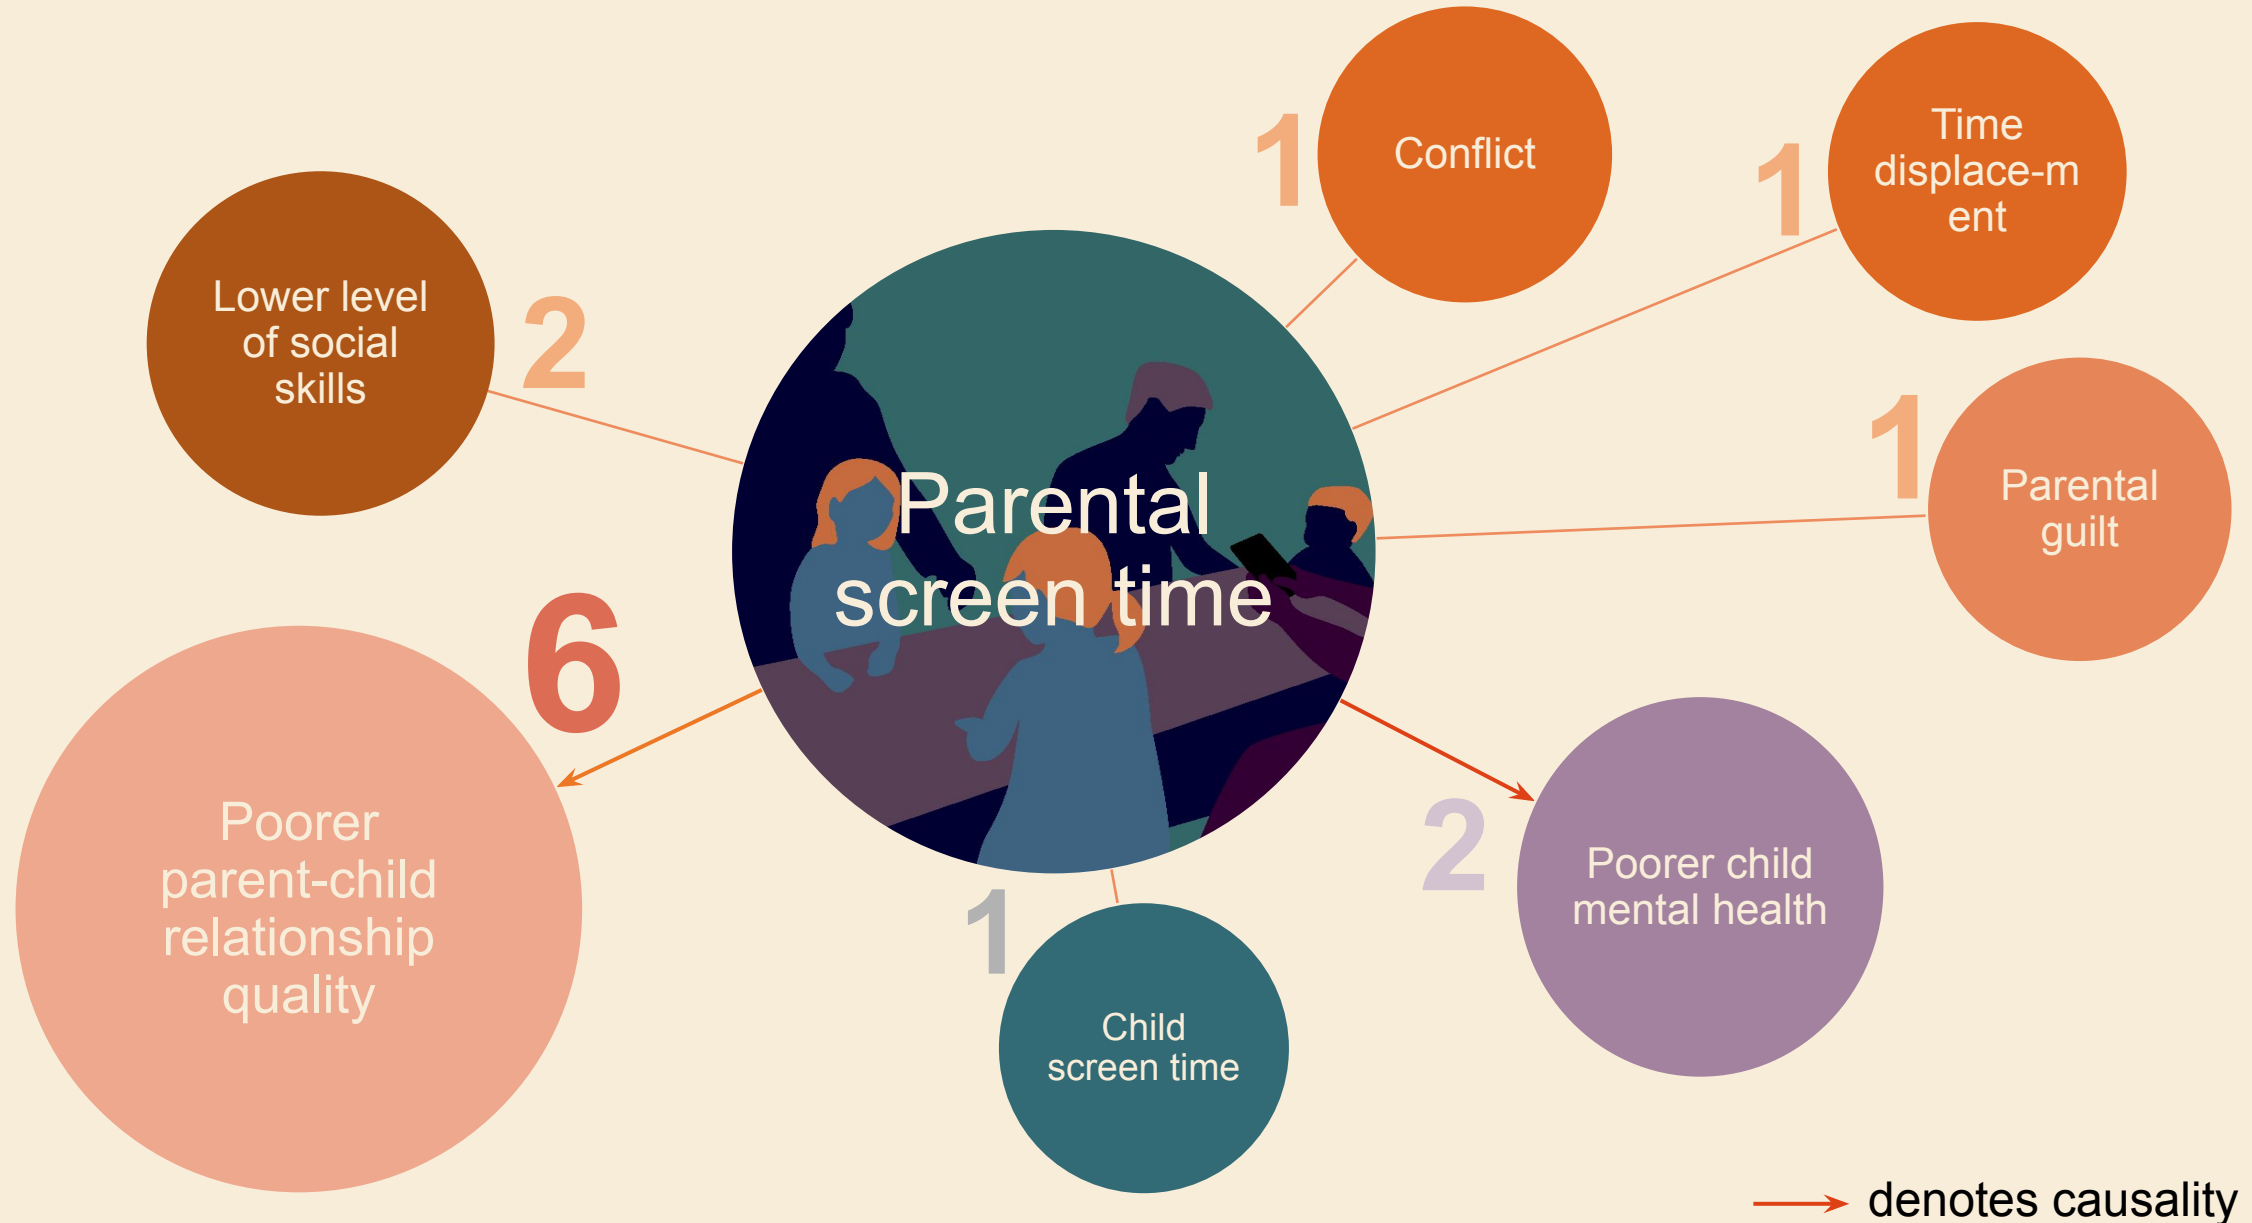 1
Conflict
1
Time
displace-m
ent
Lower level
of social
skills
2
1
Parental
guilt
Parental
screen time
6
Poorer
parent-child
relationship
quality
2
Poorer child
mental health
1
Child
screen time
denotes causality